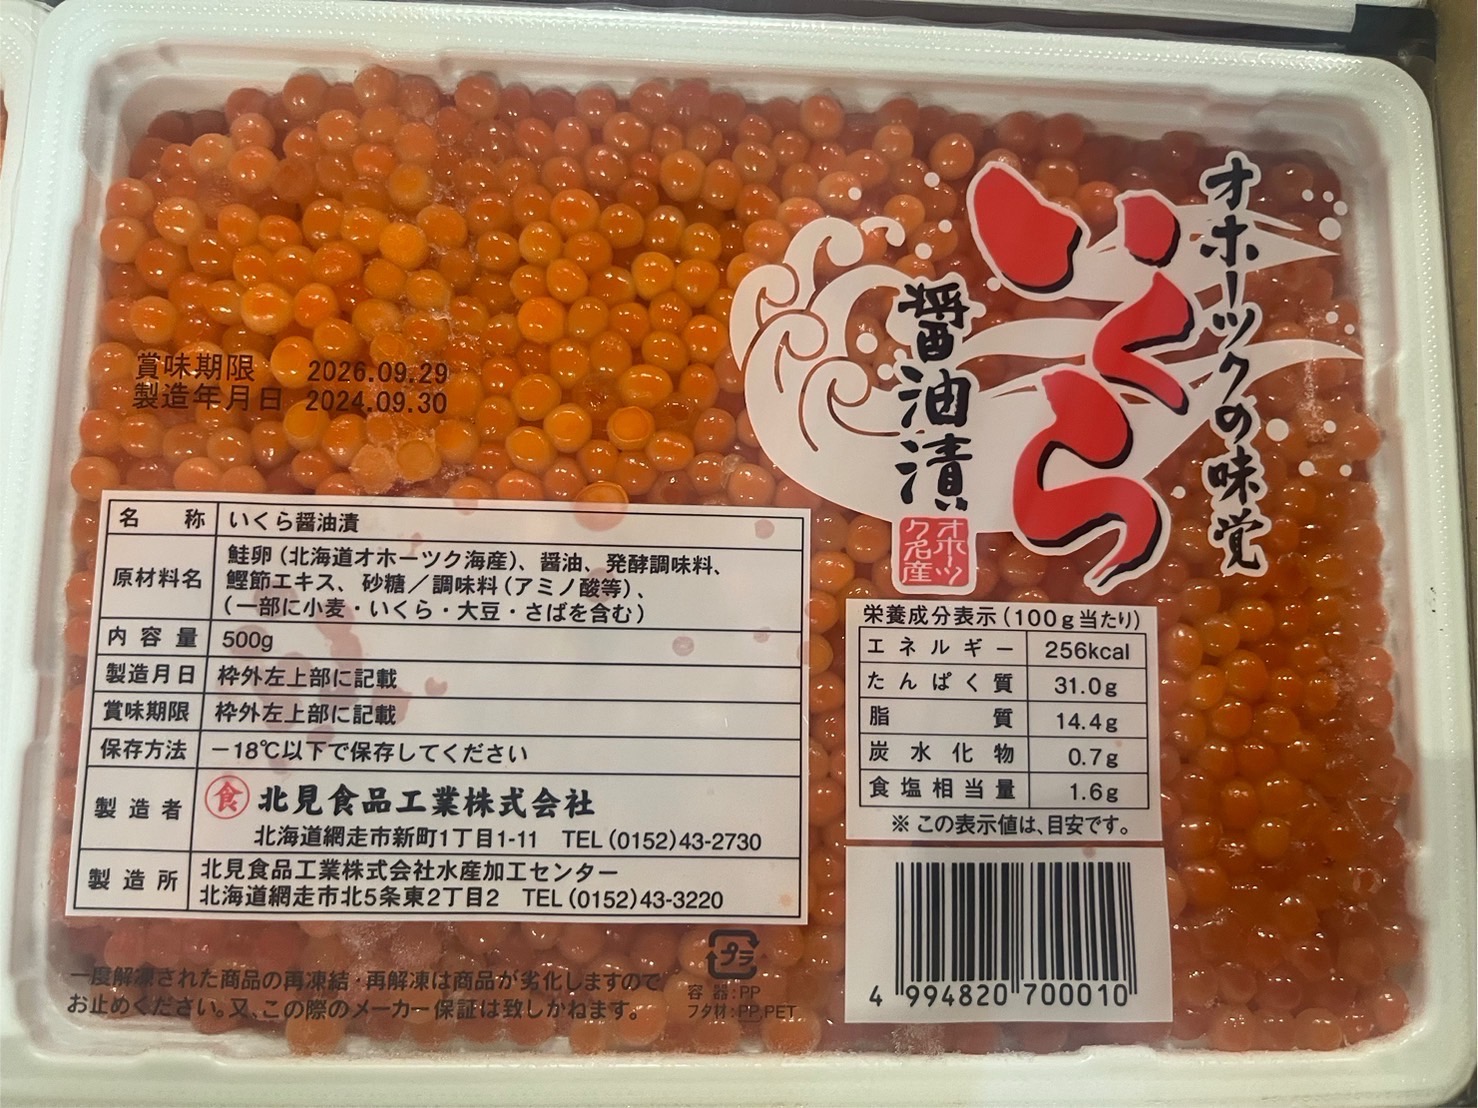 オホーツクの味覚
いくら
醤油漬
オホーツ
ク名産
賞味期限 2026.09.29
製造年月日 2024.09.30
名称 いくら醤油漬
原材料名 鮭卵(北海道オホーツク海産)、醤油、発酵調味料、
鰹節エキス、砂糖/調味料(アミノ酸等)、
(一部に小麦・いくら・大豆・さばを含む)
内容量 500g
製造月日 枠外左上部に記載
賞味期限 枠外左上部に記載
保存方法 −18℃以下で保存してください
製造者 食 北見食品工業株式会社
北海道網走市新町1丁目1-11 TEL(0152)43-2730
製造所 北見食品工業株式会社水産加工センター
北海道網走市北5条東2丁目2 TEL(0152)43-3220
一度解凍された商品の再凍結・再解凍は商品が劣化しますので
お止めください。又、この際のメーカー保証は致しかねます。
プラ
容器:PP
フタ材:PP,PET
栄養成分表示(100g当たり)
エネルギー 256kcal
たんぱく質 31.0g
脂質 14.4g
炭水化物 0.7g
食塩相当量 1.6g
※この表示値は、目安です。
4 994820 700010